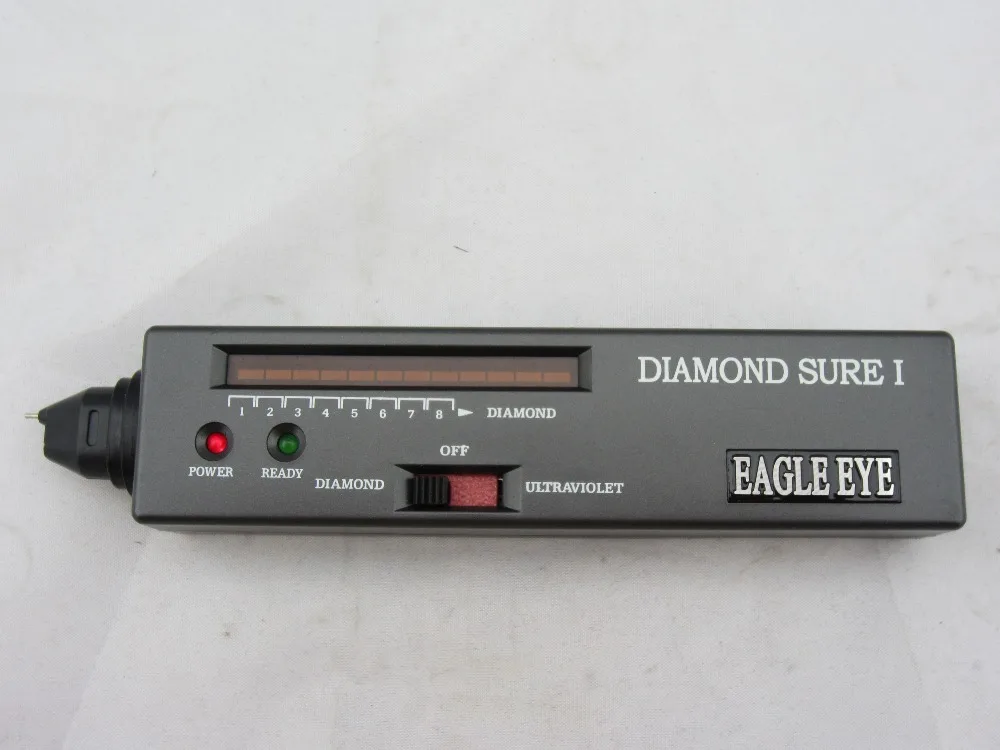 DIAMOND SURE I
1 2 3 4 5 6 7 8 DIAMOND
POWER READY
OFF
DIAMOND ULTRAVIOLET
EAGLE EYE